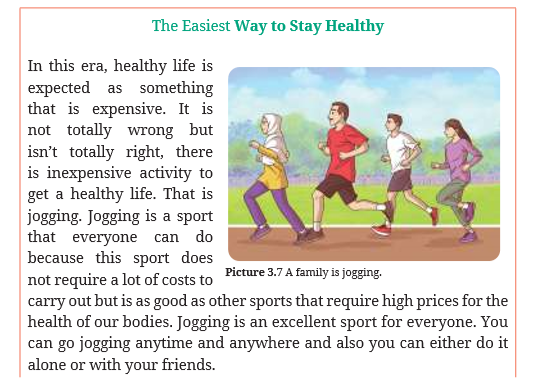 The Easiest Way to Stay Healthy
In this era, healthy life is
expected as something
that is expensive. It is
not totally wrong but
isn't totally right, there
is inexpensive activity to
get a healthy life. That is
jogging. Jogging is a sport
that everyone can do
because this sport does
not require a lot of costs to
Picture 3.7 A family is jogging.
carry out but is as good as other sports that require high prices for the
health of our bodies. Jogging is an excellent sport for everyone. You
can go jogging anytime and anywhere and also you can either do it
alone or with your friends.